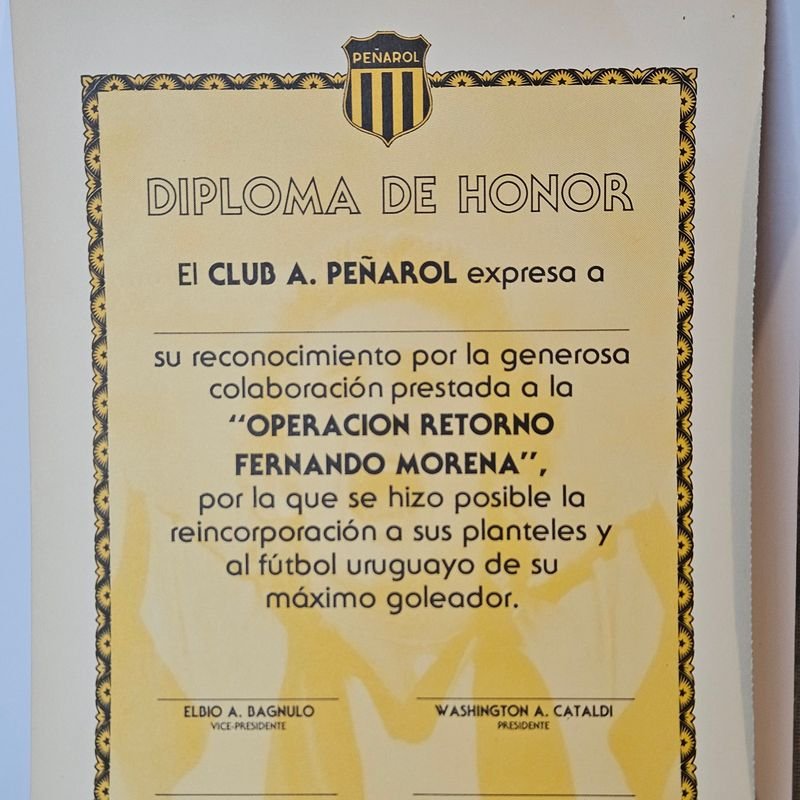 PEÑAROL
DIPLOMA DE HONOR
El CLUB A. PEÑAROL expresa a
su reconocimiento por la generosa
colaboración prestada a la
“OPERACION RETORNO
FERNANDO MORENA”,
por la que se hizo posible la
reincorporación a sus planteles y
al fútbol uruguayo de su
máximo goleador.
ELBIO A. BAGNULO WASHINGTON A. CATALDI
VICE-PRESIDENTE PRESIDENTE